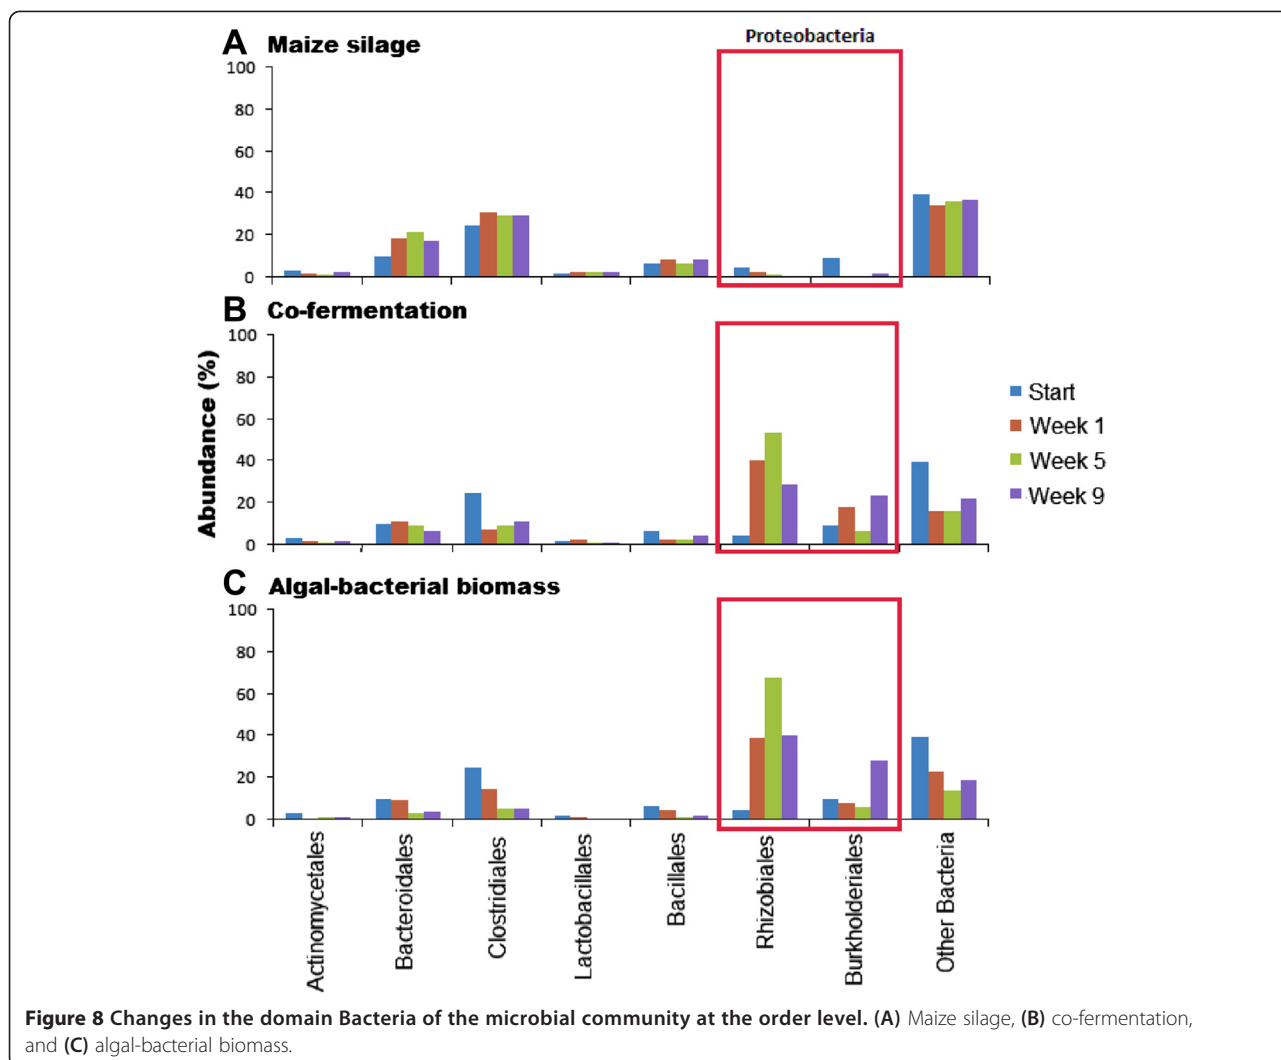 A Maize silage
Proteobacteria
100
80
60
40
20
0
B Co-fermentation
Abundance (%)
100
80
60
40
20
0
Start
Week 1
Week 5
Week 9
C Algal-bacterial biomass
100
80
60
40
20
0
Actinomycetales
Bacteroidales
Clostridiales
Lactobacillales
Bacillales
Rhizobiales
Burkholderiales
Other Bacteria
Figure 8 Changes in the domain Bacteria of the microbial community at the order level. (A) Maize silage, (B) co-fermentation,
and (C) algal-bacterial biomass.